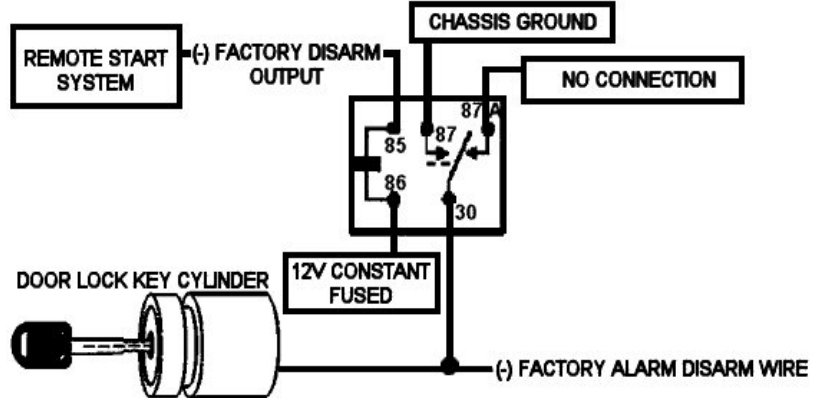 CHASSIS GROUND
REMOTE START
SYSTEM
(-) FACTORY DISARM
OUTPUT
NO CONNECTION
87A
87
85
86
30
12V CONSTANT
FUSED
DOOR LOCK KEY CYLINDER
(-) FACTORY ALARM DISARM WIRE